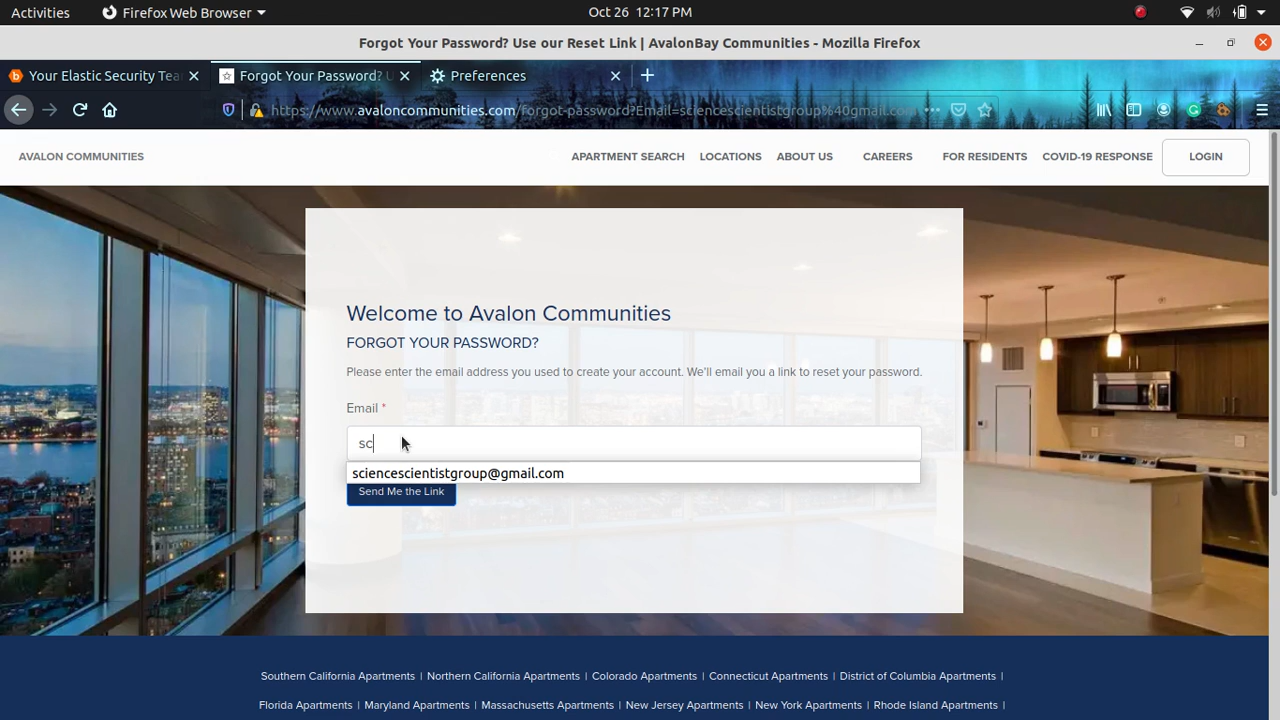 Activities Firefox Web Browser Oct 26 12:17 PM
Forgot Your Password? Use our Reset Link | AvalonBay Communities - Mozilla Firefox
Your Elastic Security Tea Forgot Your Password? U Preferences
https://www.avaloncommunities.com/forgot-password?Email=sciencescientistgroup%40gmail.com
AVALON COMMUNITIES APARTMENT SEARCH LOCATIONS ABOUT US CAREERS FOR RESIDENTS COVID-19 RESPONSE LOGIN
Welcome to Avalon Communities
FORGOT YOUR PASSWORD?
Please enter the email address you used to create your account. We'll email you a link to reset your password.
Email *
sc
sciencescientistgroup@gmail.com
Send Me the Link
Southern California Apartments | Northern California Apartments | Colorado Apartments | Connecticut Apartments | District of Columbia Apartments |
Florida Apartments | Maryland Apartments | Massachusetts Apartments | New Jersey Apartments | New York Apartments | Rhode Island Apartments |